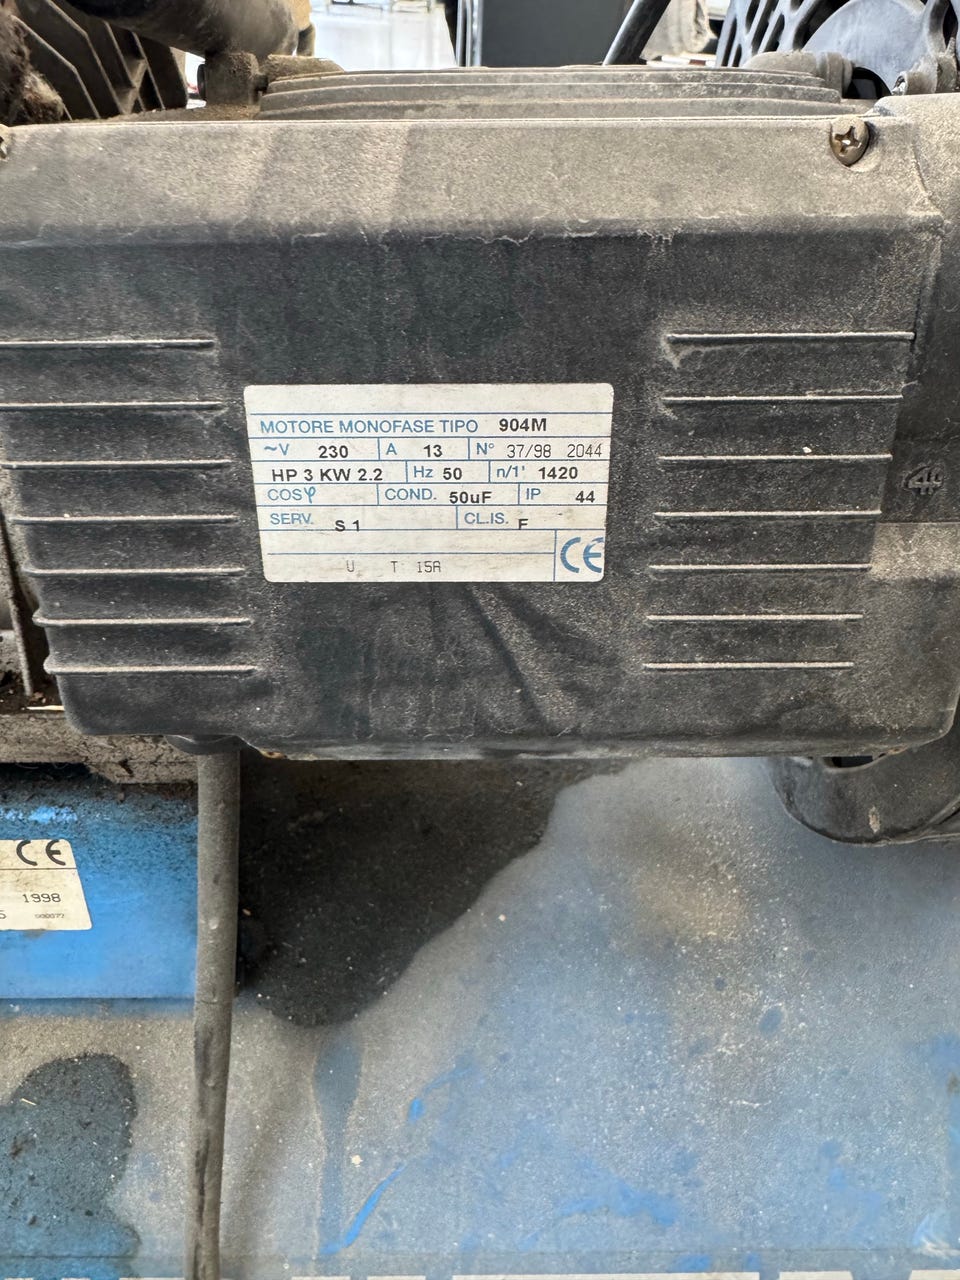 MOTORE MONOFASE TIPO 904M
~V 230 A 13 N° 37/98 2044
HP 3 KW 2.2 Hz 50 n/1' 1420
COSφ COND. 50uF IP 44
SERV. S 1 CL.IS. F
CE
U T 15A
CE
1998